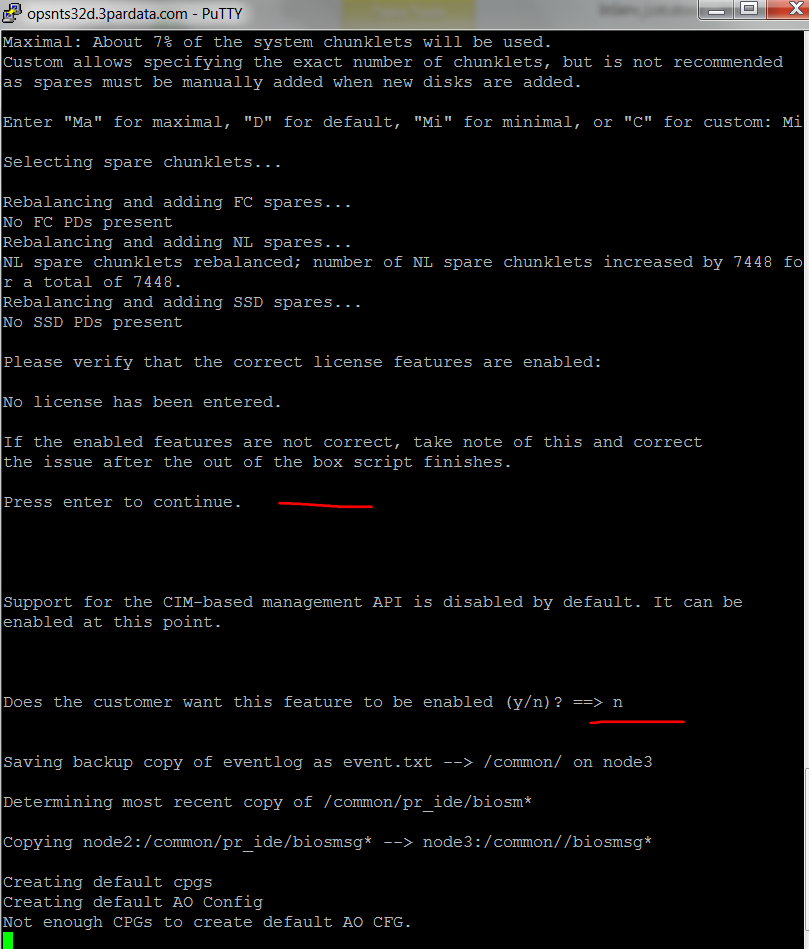 opsnts32d.3pardata.com - PuTTY
Maximal: About 7% of the system chunklets will be used.
Custom allows specifying the exact number of chunklets, but is not recommended
as spares must be manually added when new disks are added.
Enter "Ma" for maximal, "D" for default, "Mi" for minimal, or "C" for custom: Mi
Selecting spare chunklets...
Rebalancing and adding FC spares...
No FC PDs present
Rebalancing and adding NL spares...
NL spare chunklets rebalanced; number of NL spare chunklets increased by 7448 fo
r a total of 7448.
Rebalancing and adding SSD spares...
No SSD PDs present
Please verify that the correct license features are enabled:
No license has been entered.
If the enabled features are not correct, take note of this and correct
the issue after the out of the box script finishes.
Press enter to continue.
Support for the CIM-based management API is disabled by default. It can be
enabled at this point.
Does the customer want this feature to be enabled (y/n)? ==> n
Saving backup copy of eventlog as event.txt --> /common/ on node3
Determining most recent copy of /common/pr_ide/biosm*
Copying node2:/common/pr_ide/biosmsg* --> node3:/common//biosmsg*
Creating default cpgs
Creating default AO Config
Not enough CPGs to create default AO CFG.